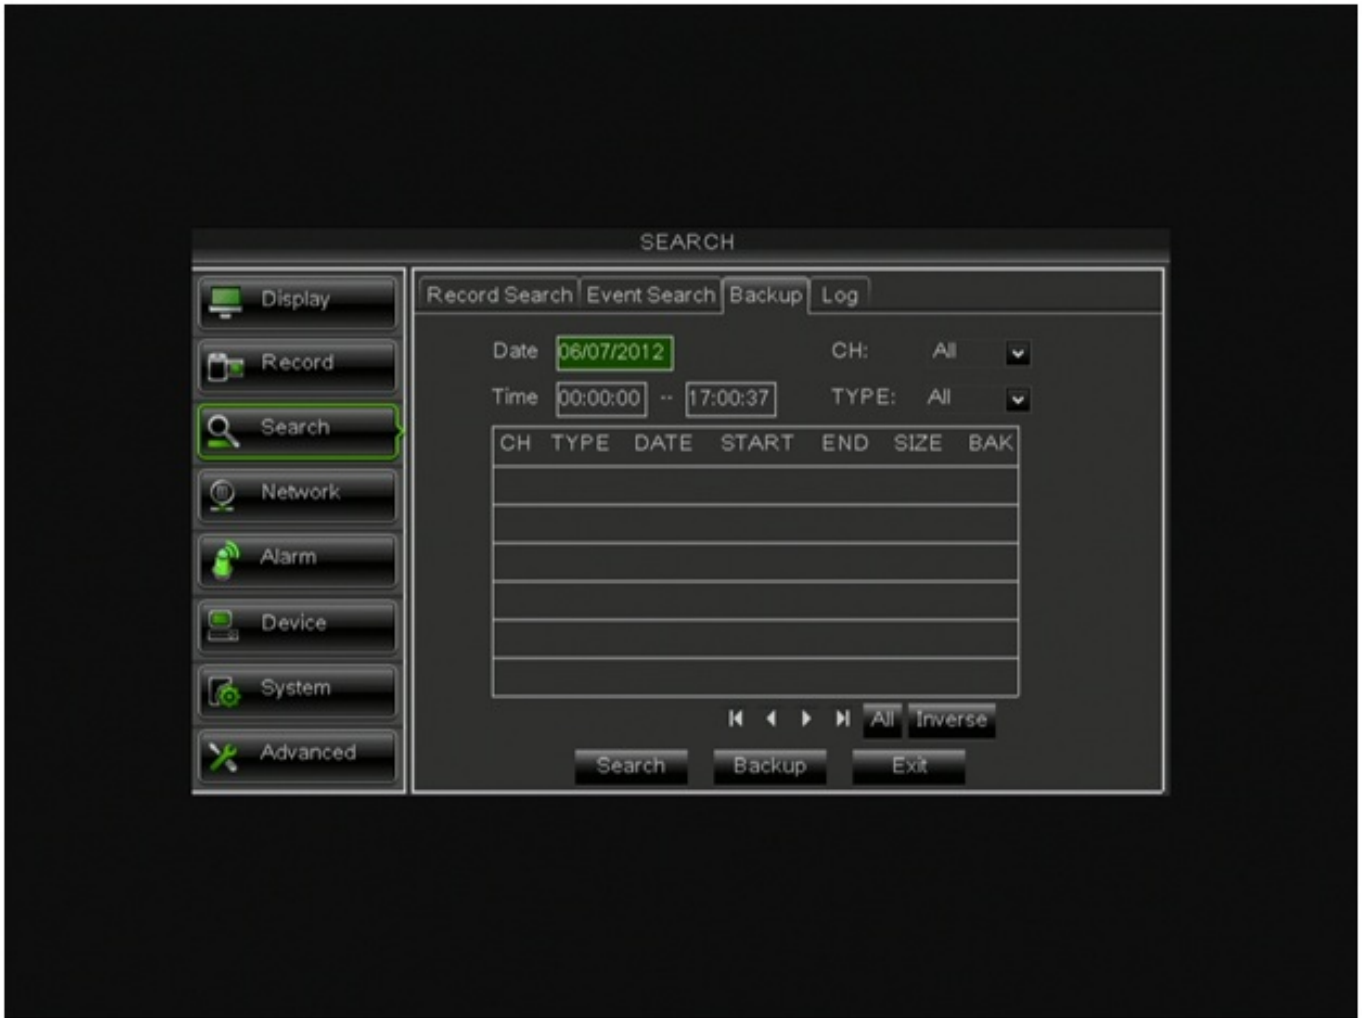 SEARCH
Display
Record
Search
Network
Alarm
Device
System
Advanced
Record Search Event Search Backup Log
Date 06/07/2012 CH: All
Time 00:00:00 -- 17:00:37 TYPE: All
CH TYPE DATE START END SIZE BAK
All Inverse
Search Backup Exit